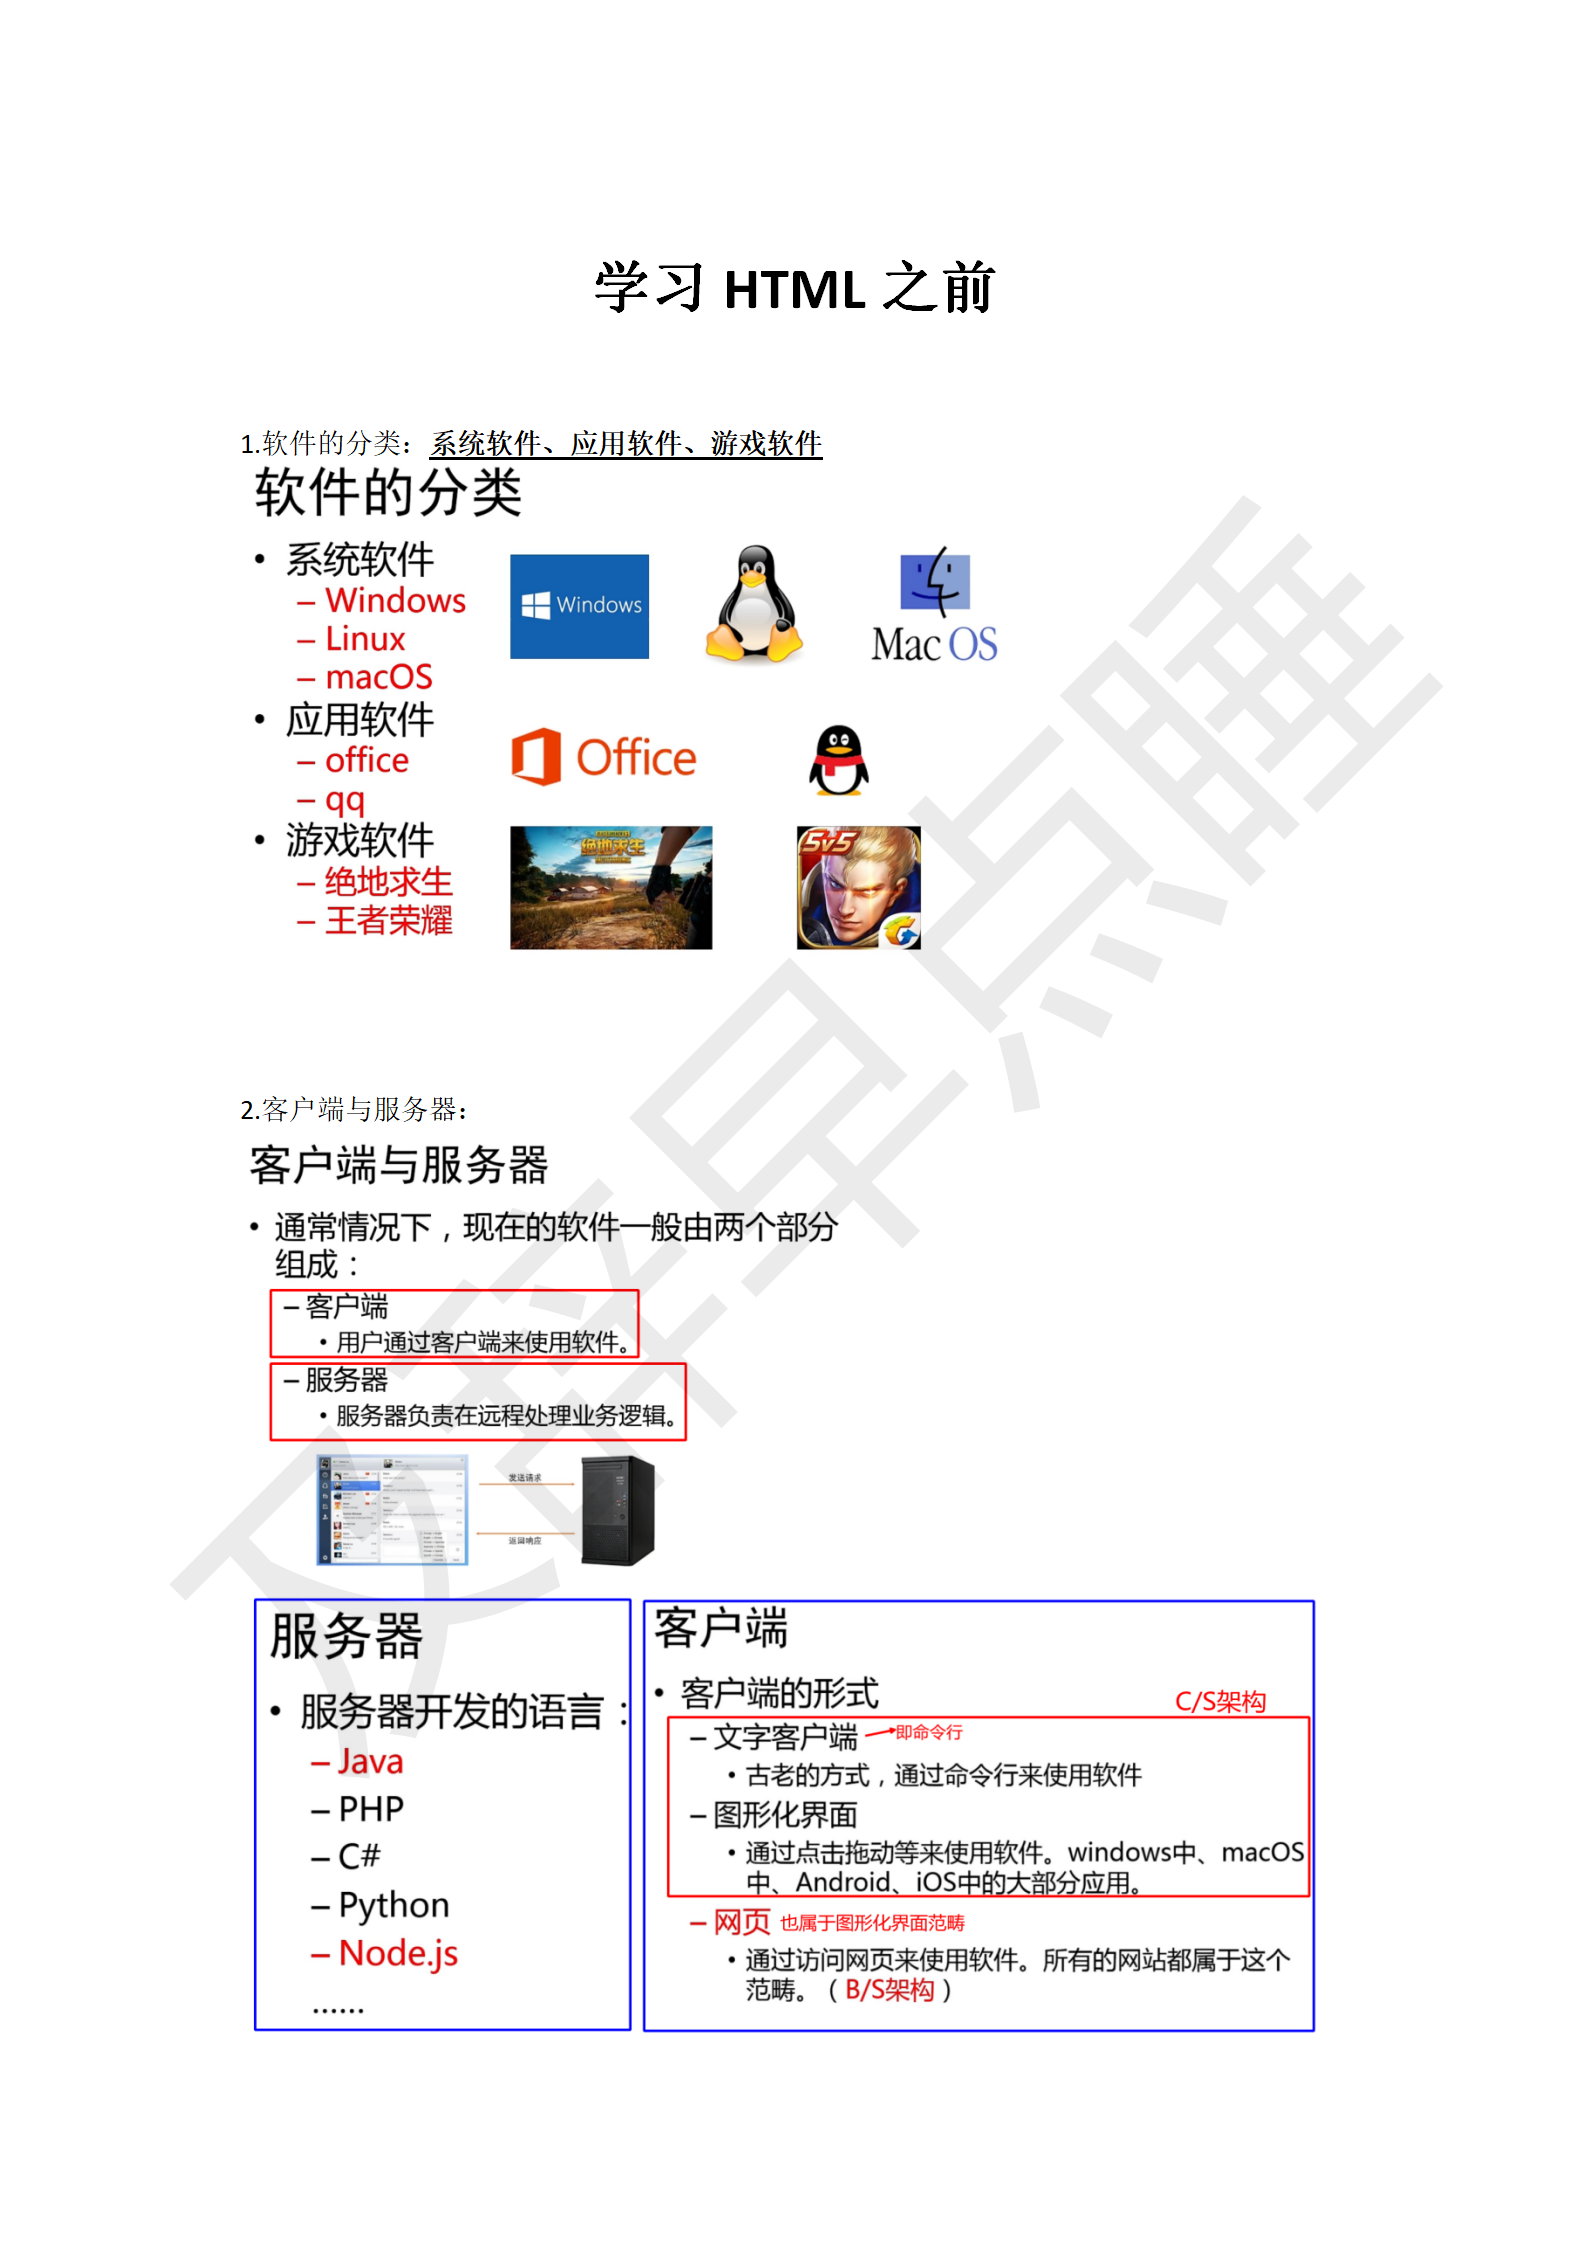 学习 HTML 之前
1.软件的分类：系统软件、应用软件、游戏软件
软件的分类
• 系统软件
– Windows
– Linux
– macOS
Windows
Mac OS
• 应用软件
– office
– qq
Office
• 游戏软件
– 绝地求生
– 王者荣耀
绝地求生
5v5
2.客户端与服务器：
客户端与服务器
• 通常情况下，现在的软件一般由两个部分
组成：
– 客户端
• 用户通过客户端来使用软件。
– 服务器
• 服务器负责在远程处理业务逻辑。
发送请求
返回响应
服务器
• 服务器开发的语言：
– Java
– PHP
– C#
– Python
– Node.js
......
客户端
• 客户端的形式
C/S架构
– 文字客户端 即命令行
• 古老的方式，通过命令行来使用软件
– 图形化界面
• 通过点击拖动等来使用软件。windows中、macOS
中、Android、iOS中的大部分应用。
– 网页 也属于图形化界面范畴
• 通过访问网页来使用软件。所有的网站都属于这个
范畴。（B/S架构）
又辞早点睡